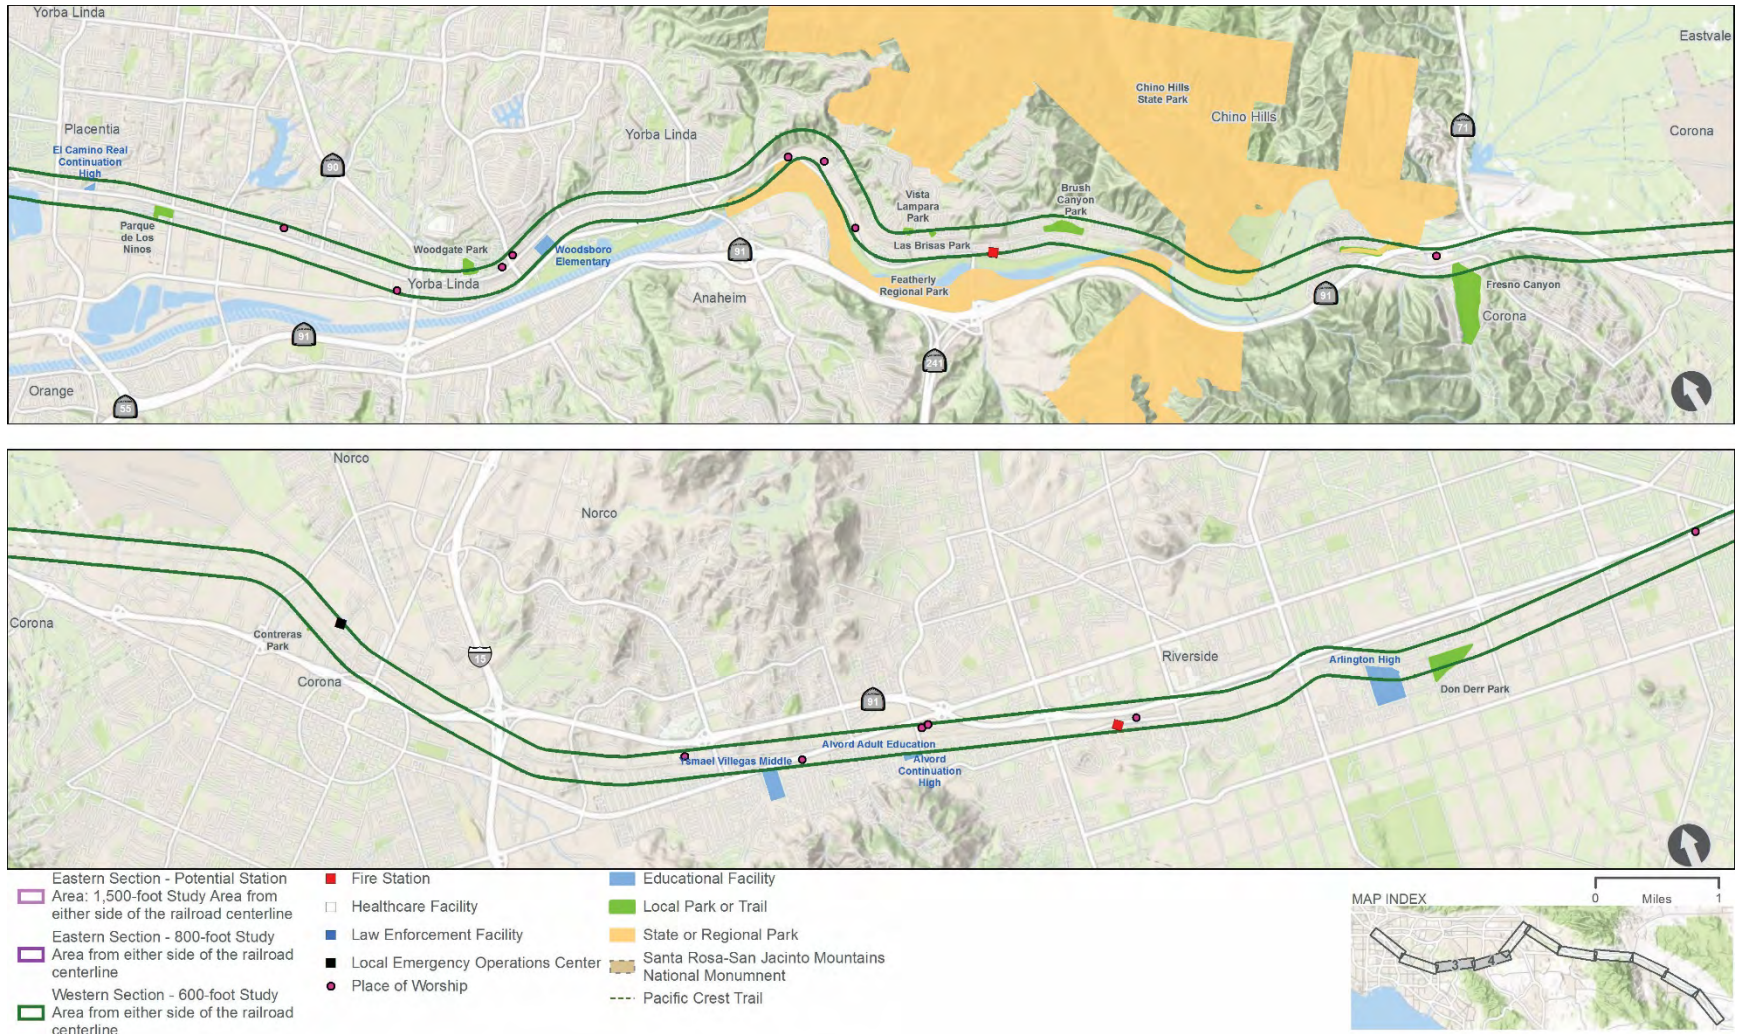 Yorba Linda
Eastvale
Chino Hills
State Park
Chino Hills
71
Corona
Placentia
El Camino Real
Continuation
High
Yorba Linda
90
Vista
Lampara
Park
Brush
Canyon
Park
Parque
de Los
Ninos
Woodgate Park
Woodsboro
Elementary
Las Brisas Park
91
Yorba Linda
Featherly
Regional Park
Anaheim
Fresno Canyon
91
Corona
91
241
Orange
55
Norco
Norco
Corona
Contreras
Park
15
Riverside
Arlington High
Corona
Don Derr Park
91
Alvord Adult Education
Ismael Villegas Middle
Alvord
Continuation
High
Eastern Section - Potential Station
Area: 1,500-foot Study Area from
either side of the railroad centerline
Eastern Section - 800-foot Study
Area from either side of the railroad
centerline
Western Section - 600-foot Study
Area from either side of the railroad
centerline
Fire Station
Healthcare Facility
Law Enforcement Facility
Local Emergency Operations Center
Place of Worship
Educational Facility
Local Park or Trail
State or Regional Park
Santa Rosa-San Jacinto Mountains
National Monumnent
Pacific Crest Trail
MAP INDEX
0 Miles 1
3 4